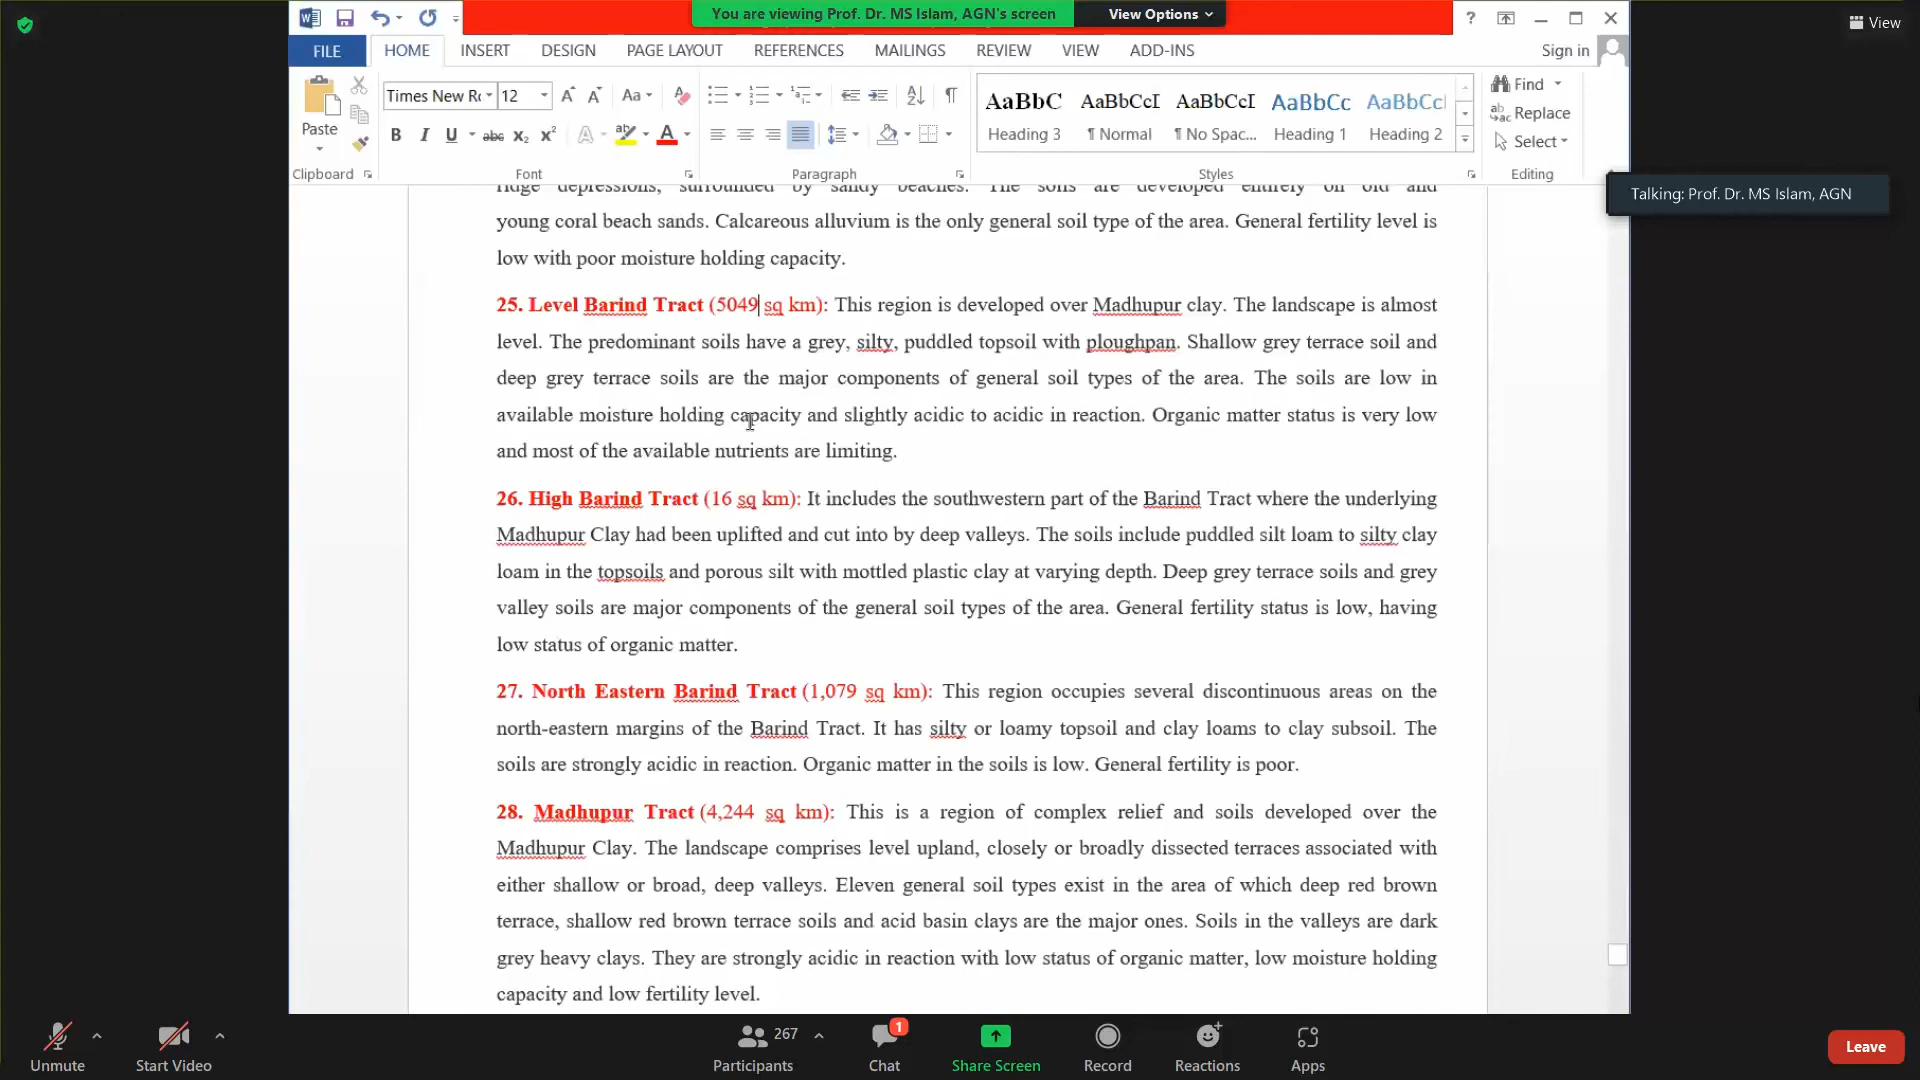 You are viewing Prof. Dr. MS Islam, AGN's screen
View Options
View
FILE HOME INSERT DESIGN PAGE LAYOUT REFERENCES MAILINGS REVIEW VIEW ADD-INS Sign in
Paste
Clipboard
Times New Ro 12 Aa
B I U abc x₂ x² A A
Font
Paragraph
AaBbC AaBbCcI AaBbCcI AaBbCc AaBbCcl
Heading 3 ¶ Normal ¶ No Spac... Heading 1 Heading 2
Styles
Find
Replace
Select
Editing
Talking: Prof. Dr. MS Islam, AGN
ridge depressions, surrounded by sandy beaches. The soils are developed entirely on old and
young coral beach sands. Calcareous alluvium is the only general soil type of the area. General fertility level is
low with poor moisture holding capacity.
25. Level Barind Tract (5049 sq km): This region is developed over Madhupur clay. The landscape is almost
level. The predominant soils have a grey, silty, puddled topsoil with ploughpan. Shallow grey terrace soil and
deep grey terrace soils are the major components of general soil types of the area. The soils are low in
available moisture holding capacity and slightly acidic to acidic in reaction. Organic matter status is very low
and most of the available nutrients are limiting.
26. High Barind Tract (16 sq km): It includes the southwestern part of the Barind Tract where the underlying
Madhupur Clay had been uplifted and cut into by deep valleys. The soils include puddled silt loam to silty clay
loam in the topsoils and porous silt with mottled plastic clay at varying depth. Deep grey terrace soils and grey
valley soils are major components of the general soil types of the area. General fertility status is low, having
low status of organic matter.
27. North Eastern Barind Tract (1,079 sq km): This region occupies several discontinuous areas on the
north-eastern margins of the Barind Tract. It has silty or loamy topsoil and clay loams to clay subsoil. The
soils are strongly acidic in reaction. Organic matter in the soils is low. General fertility is poor.
28. Madhupur Tract (4,244 sq km): This is a region of complex relief and soils developed over the
Madhupur Clay. The landscape comprises level upland, closely or broadly dissected terraces associated with
either shallow or broad, deep valleys. Eleven general soil types exist in the area of which deep red brown
terrace, shallow red brown terrace soils and acid basin clays are the major ones. Soils in the valleys are dark
grey heavy clays. They are strongly acidic in reaction with low status of organic matter, low moisture holding
capacity and low fertility level.
Unmute
Start Video
267
Participants
1
Chat
Share Screen
Record
Reactions
Apps
Leave